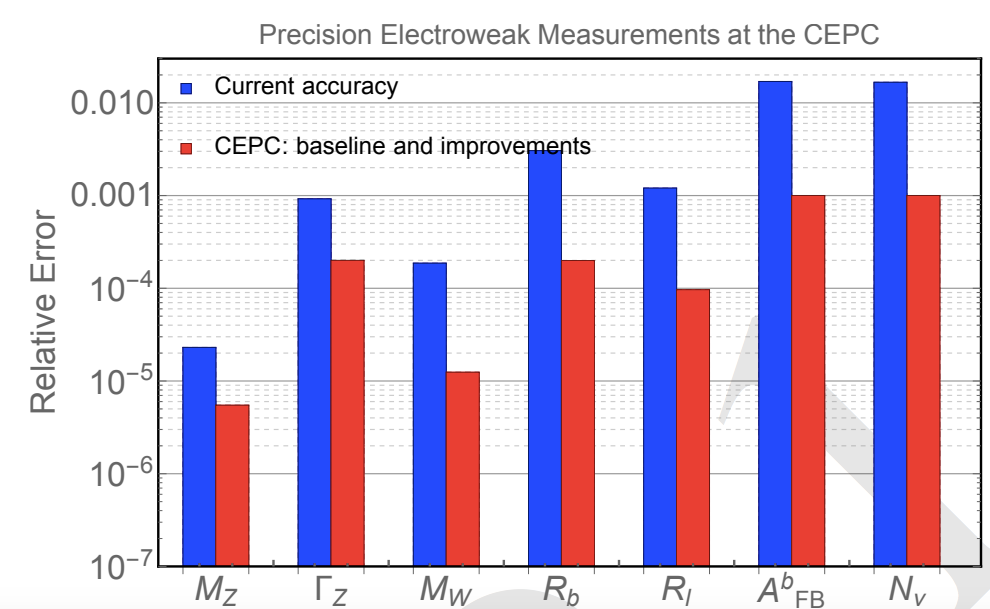 Precision Electroweak Measurements at the CEPC
Current accuracy
CEPC: baseline and improvements
Relative Error
0.010
0.001
10⁻⁴
10⁻⁵
10⁻⁶
10⁻⁷
M_Z Γ_Z M_W R_b R_l A^b_FB N_ν